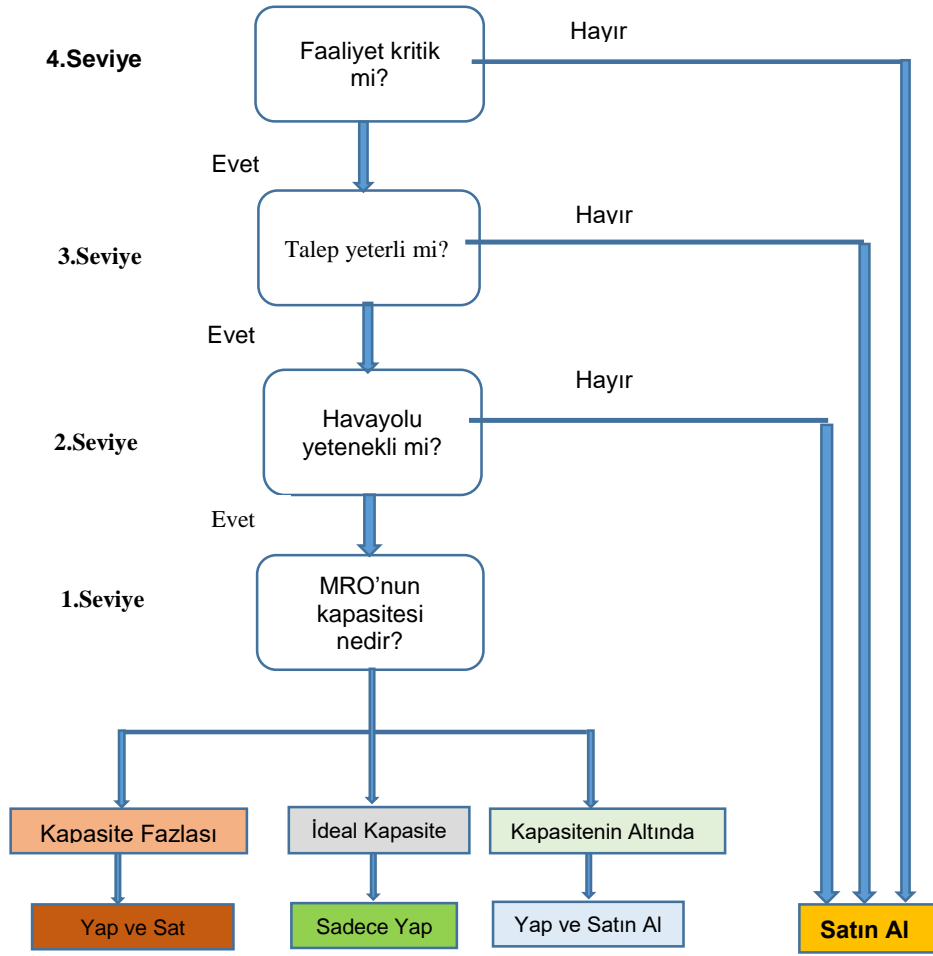 Hayır
4.Seviye
Faaliyet kritik
mi?
Evet
Hayır
3.Seviye
Talep yeterli mi?
Evet
Hayır
2.Seviye
Havayolu
yetenekli mi?
Evet
1.Seviye
MRO’nun
kapasitesi
nedir?
Kapasite Fazlası
İdeal Kapasite
Kapasitenin Altında
Yap ve Sat
Sadece Yap
Yap ve Satın Al
Satın Al